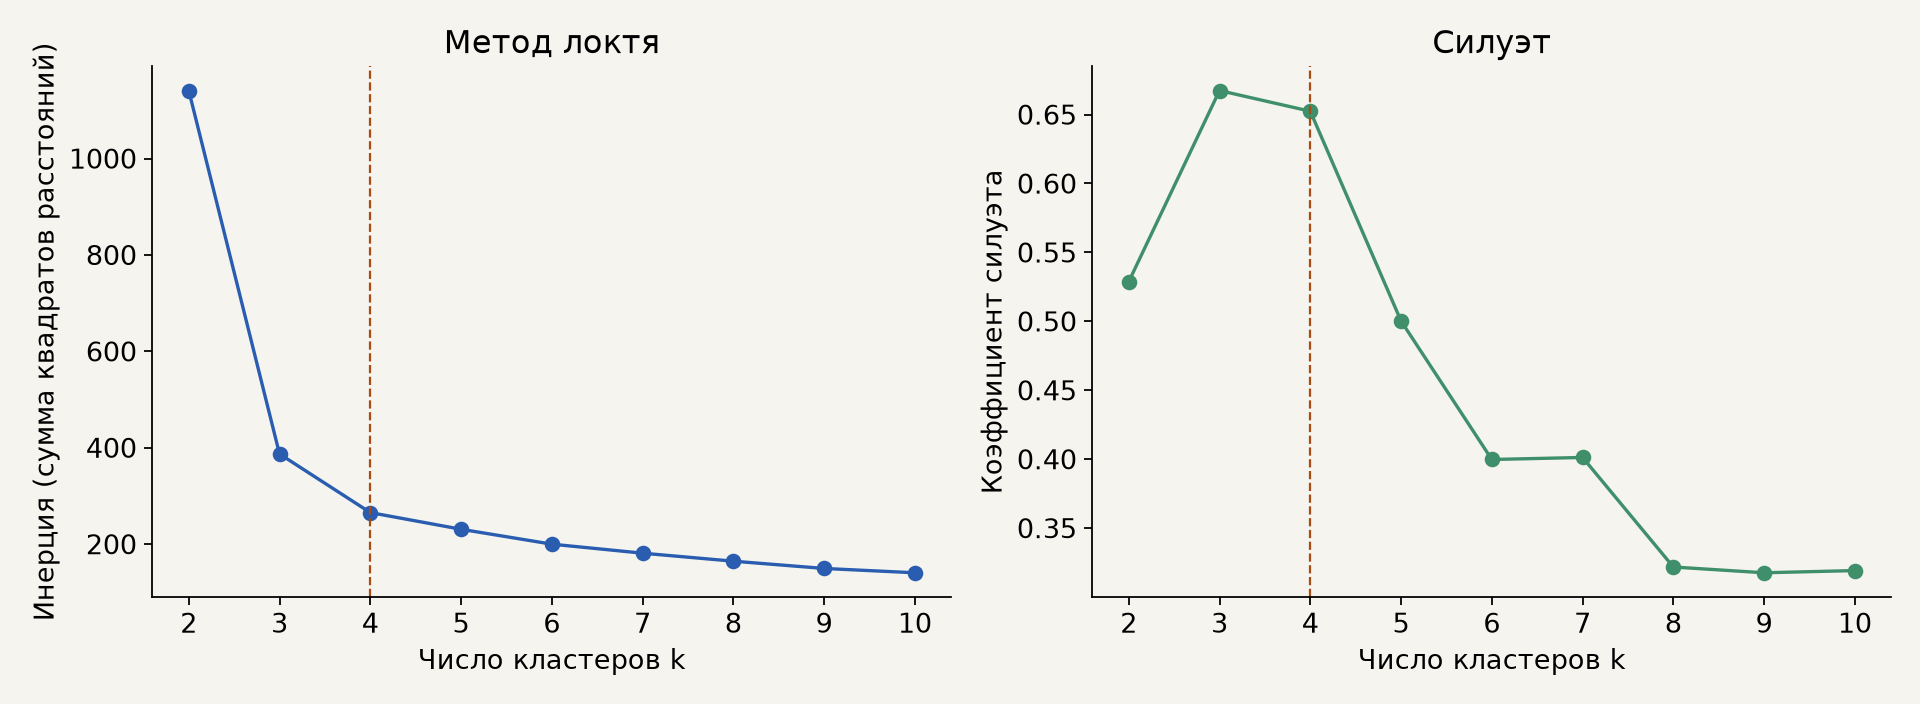 Метод локтя
Инерция (сумма квадратов расстояний)
1000
800
600
400
200
2 3 4 5 6 7 8 9 10
Число кластеров k
Силуэт
Коэффициент силуэта
0.65
0.60
0.55
0.50
0.45
0.40
0.35
2 3 4 5 6 7 8 9 10
Число кластеров k